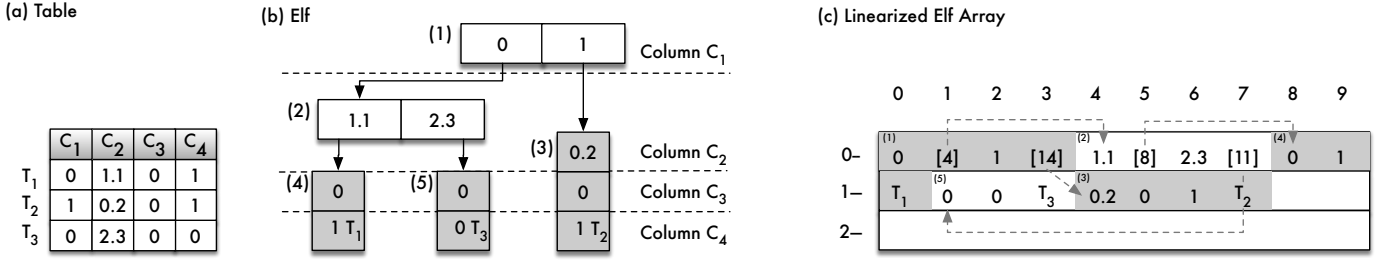 (a) Table
C1 C2 C3 C4
T1 0 1.1 0 1
T2 1 0.2 0 1
T3 0 2.3 0 0
(b) Elf
(1) 0 1 Column C1
(2) 1.1 2.3
(3) 0.2 Column C2
(4) 0 (5) 0 0 Column C3
1 T1 0 T3 1 T2 Column C4
(c) Linearized Elf Array
0 1 2 3 4 5 6 7 8 9
(1) (2) (4)
0– 0 [4] 1 [14] 1.1 [8] 2.3 [11] 0 1
(5) (3)
1– T1 0 0 T3 0.2 0 1 T2
2–